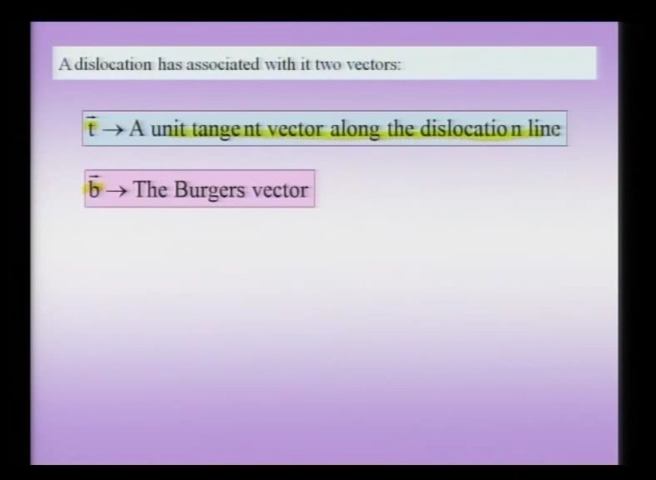 A dislocation has associated with it two vectors:
t⃗ → A unit tangent vector along the dislocation line
b⃗ → The Burgers vector